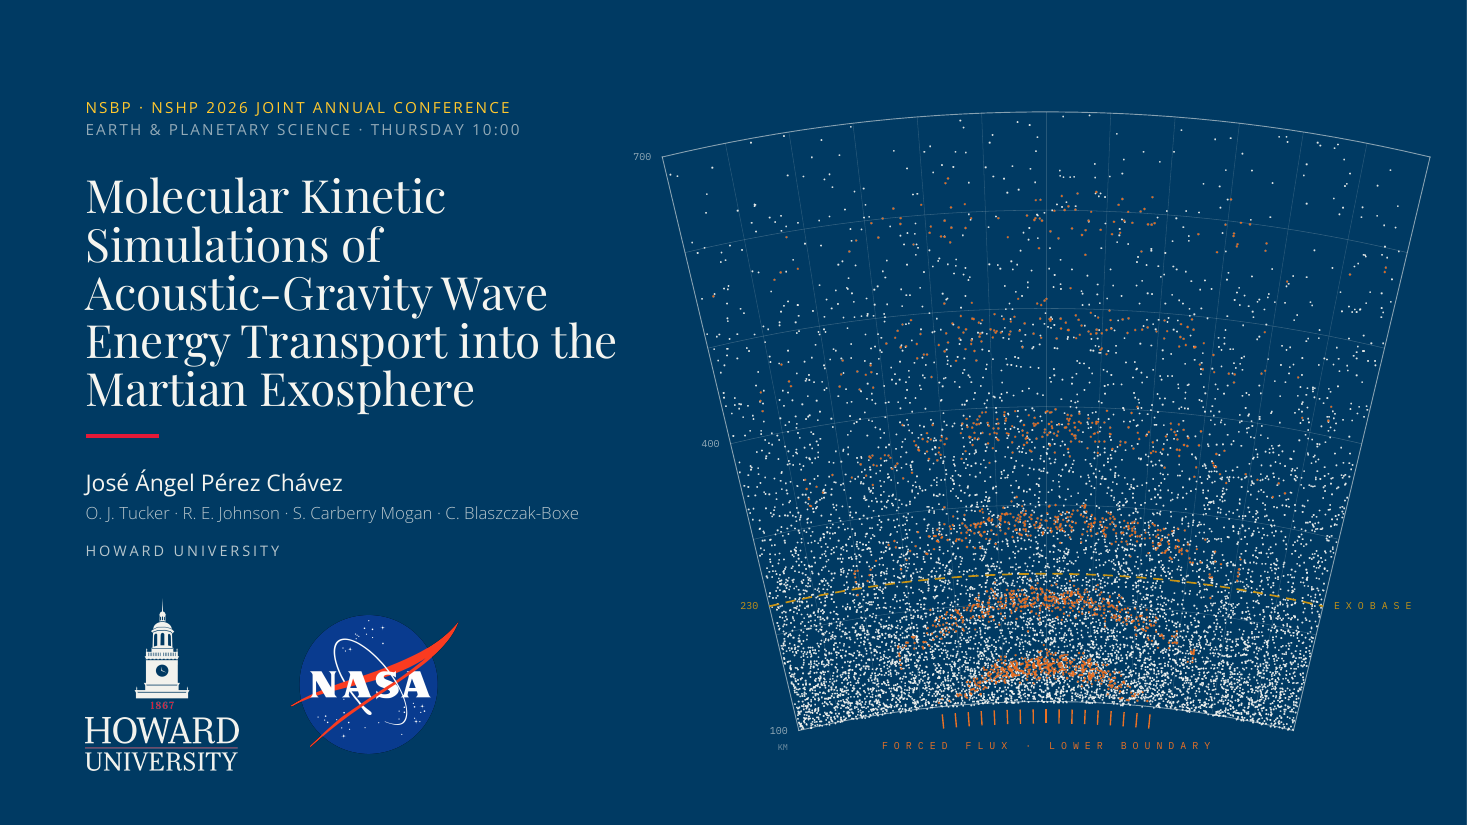 NSBP · NSHP 2026 JOINT ANNUAL CONFERENCE
EARTH & PLANETARY SCIENCE · THURSDAY 10:00
Molecular Kinetic
Simulations of
Acoustic-Gravity Wave
Energy Transport into the
Martian Exosphere
José Ángel Pérez Chávez
O. J. Tucker · R. E. Johnson · S. Carberry Mogan · C. Blaszczak-Boxe
HOWARD UNIVERSITY
1867
HOWARD
UNIVERSITY
NASA
700
400
230
EXOBASE
100
KM
FORCED FLUX · LOWER BOUNDARY